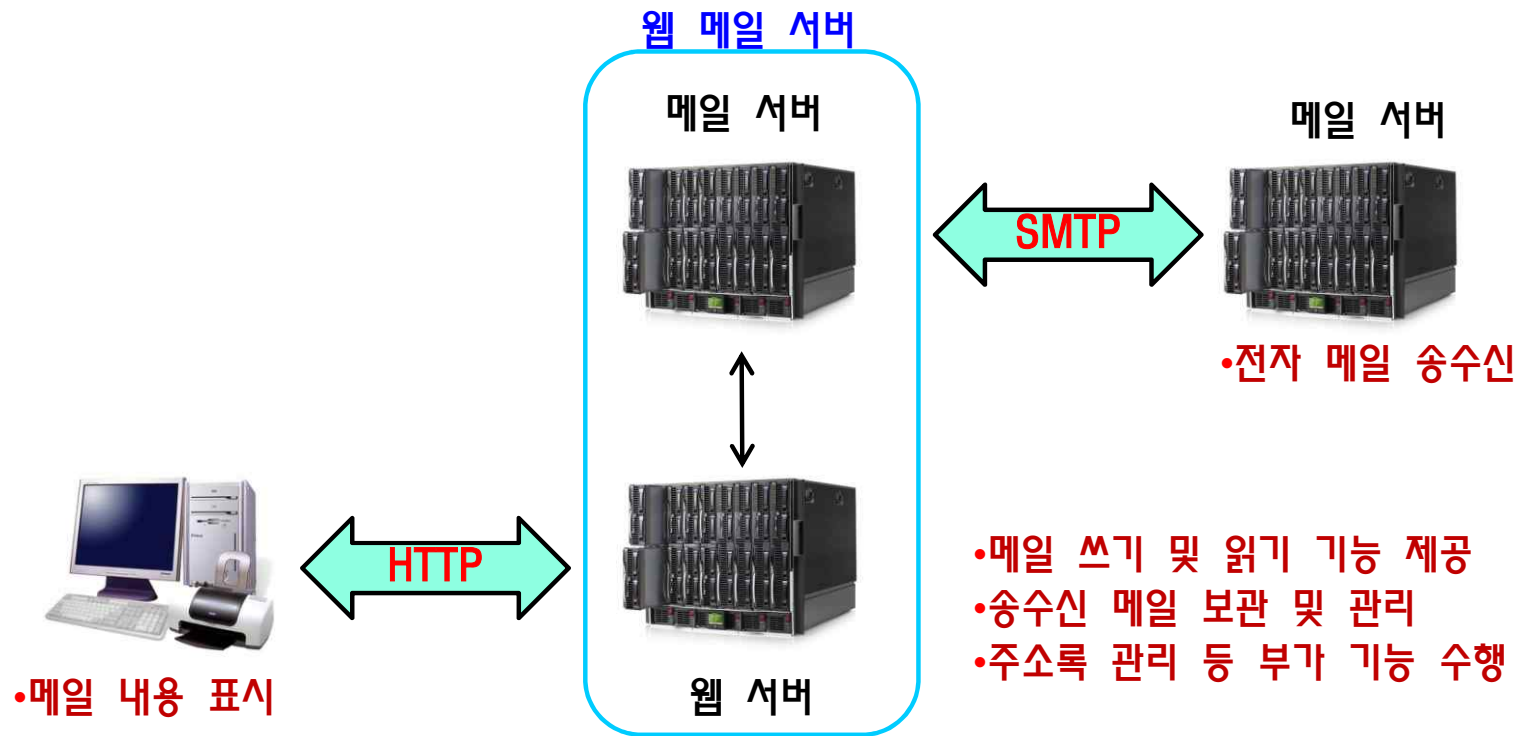 웹 메일 서버
메일 서버
메일 서버
SMTP
•전자 메일 송수신
HTTP
•메일 쓰기 및 읽기 기능 제공
•송수신 메일 보관 및 관리
•주소록 관리 등 부가 기능 수행
•메일 내용 표시
웹 서버